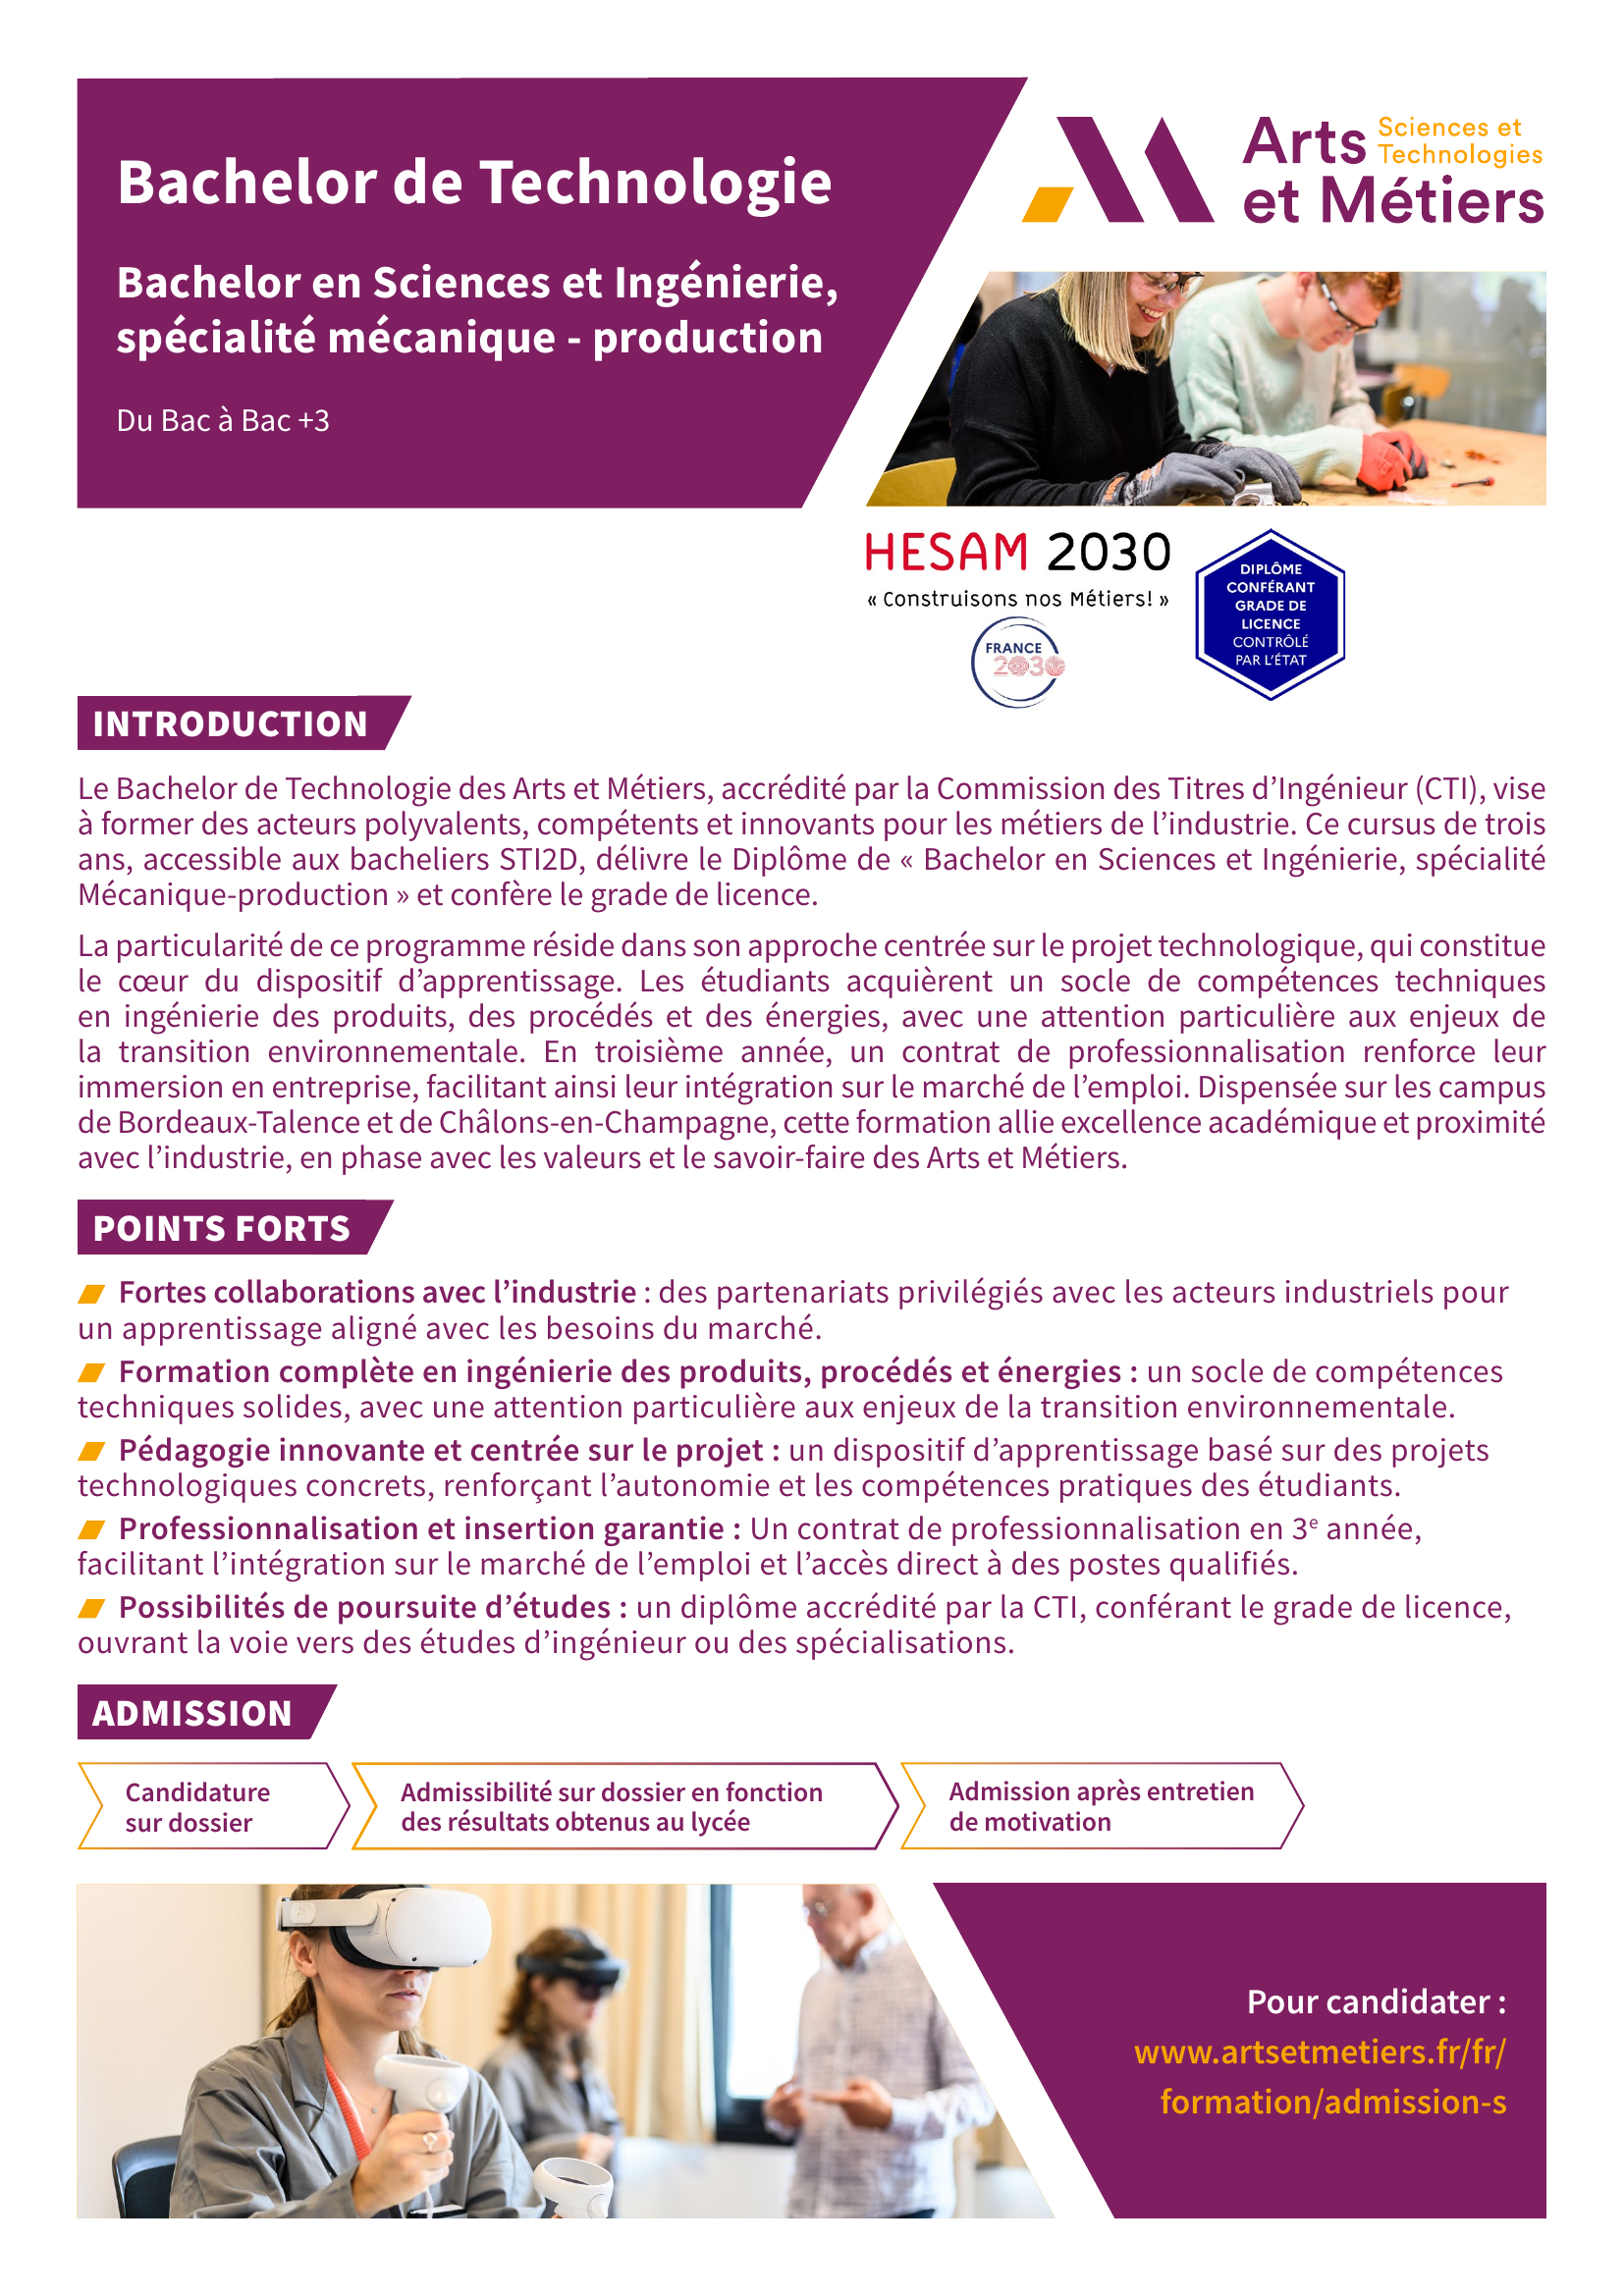 Bachelor de Technologie
Bachelor en Sciences et Ingénierie,
spécialité mécanique - production
Du Bac à Bac +3
Arts Sciences et
Technologies
et Métiers
HESAM 2030
« Construisons nos Métiers! »
FRANCE
2030
DIPLÔME
CONFÉRANT
GRADE DE
LICENCE
CONTRÔLÉ
PAR L'ÉTAT
INTRODUCTION
Le Bachelor de Technologie des Arts et Métiers, accrédité par la Commission des Titres d'Ingénieur (CTI), vise
à former des acteurs polyvalents, compétents et innovants pour les métiers de l'industrie. Ce cursus de trois
ans, accessible aux bacheliers STI2D, délivre le Diplôme de « Bachelor en Sciences et Ingénierie, spécialité
Mécanique-production » et confère le grade de licence.
La particularité de ce programme réside dans son approche centrée sur le projet technologique, qui constitue
le cœur du dispositif d'apprentissage. Les étudiants acquièrent un socle de compétences techniques
en ingénierie des produits, des procédés et des énergies, avec une attention particulière aux enjeux de
la transition environnementale. En troisième année, un contrat de professionnalisation renforce leur
immersion en entreprise, facilitant ainsi leur intégration sur le marché de l'emploi. Dispensée sur les campus
de Bordeaux-Talence et de Châlons-en-Champagne, cette formation allie excellence académique et proximité
avec l'industrie, en phase avec les valeurs et le savoir-faire des Arts et Métiers.
POINTS FORTS
Fortes collaborations avec l'industrie : des partenariats privilégiés avec les acteurs industriels pour
un apprentissage aligné avec les besoins du marché.
Formation complète en ingénierie des produits, procédés et énergies : un socle de compétences
techniques solides, avec une attention particulière aux enjeux de la transition environnementale.
Pédagogie innovante et centrée sur le projet : un dispositif d'apprentissage basé sur des projets
technologiques concrets, renforçant l'autonomie et les compétences pratiques des étudiants.
Professionnalisation et insertion garantie : Un contrat de professionnalisation en 3e année,
facilitant l'intégration sur le marché de l'emploi et l'accès direct à des postes qualifiés.
Possibilités de poursuite d'études : un diplôme accrédité par la CTI, conférant le grade de licence,
ouvrant la voie vers des études d'ingénieur ou des spécialisations.
ADMISSION
Candidature
sur dossier
Admissibilité sur dossier en fonction
des résultats obtenus au lycée
Admission après entretien
de motivation
Pour candidater :
www.artsetmetiers.fr/fr/
formation/admission-s